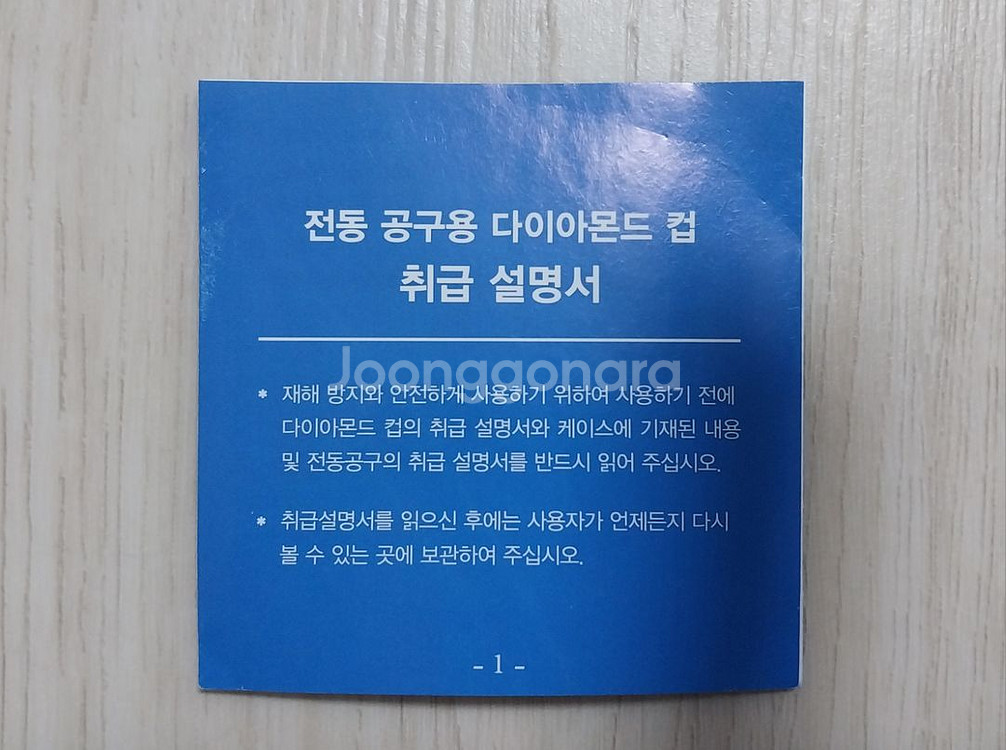 전동 공구용 다이아몬드 컵
취급 설명서
Joonggonara
* 재해 방지와 안전하게 사용하기 위하여 사용하기 전에
다이아몬드 컵의 취급 설명서와 케이스에 기재된 내용
및 전동공구의 취급 설명서를 반드시 읽어 주십시오.
* 취급설명서를 읽으신 후에는 사용자가 언제든지 다시
볼 수 있는 곳에 보관하여 주십시오.
- 1 -